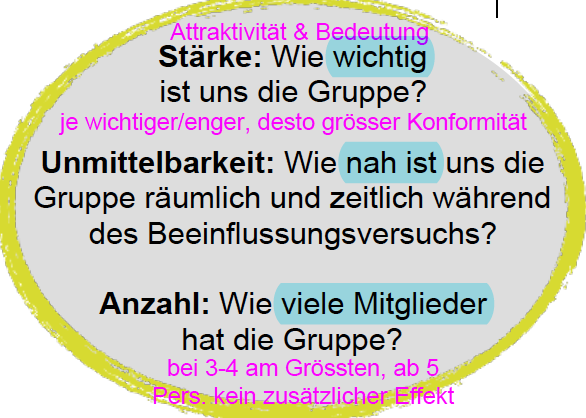 Attraktivität & Bedeutung
Stärke: Wie wichtig
ist uns die Gruppe?
je wichtiger/enger, desto grösser Konformität
Unmittelbarkeit: Wie nah ist uns die
Gruppe räumlich und zeitlich während
des Beeinflussungsversuchs?
Anzahl: Wie viele Mitglieder
hat die Gruppe?
bei 3-4 am Grössten, ab 5
Pers. kein zusätzlicher Effekt